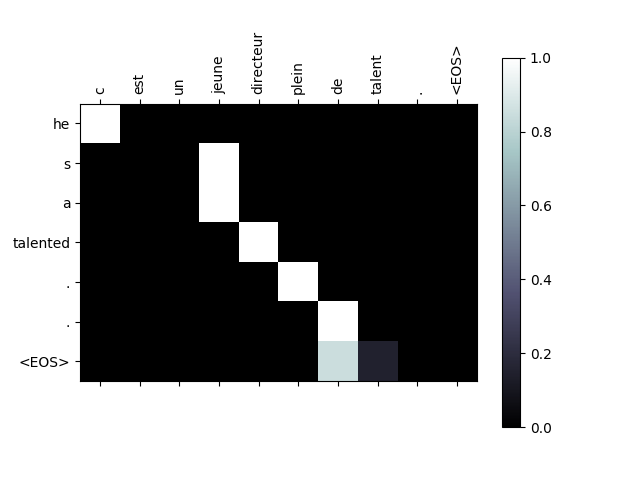 c est un jeune directeur plein de talent . <EOS>
he
s
a
talented
.
.
<EOS>
1.0
0.8
0.6
0.4
0.2
0.0